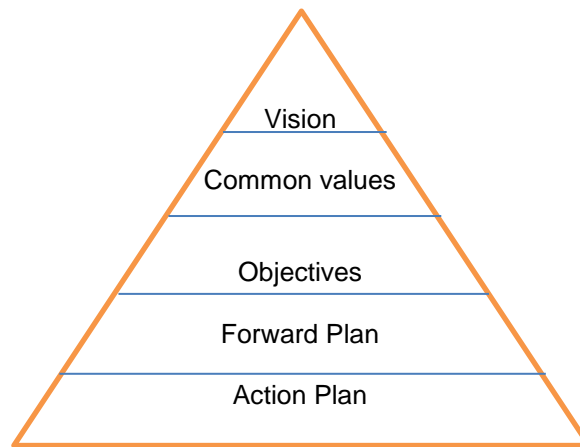 Vision
Common values
Objectives
Forward Plan
Action Plan